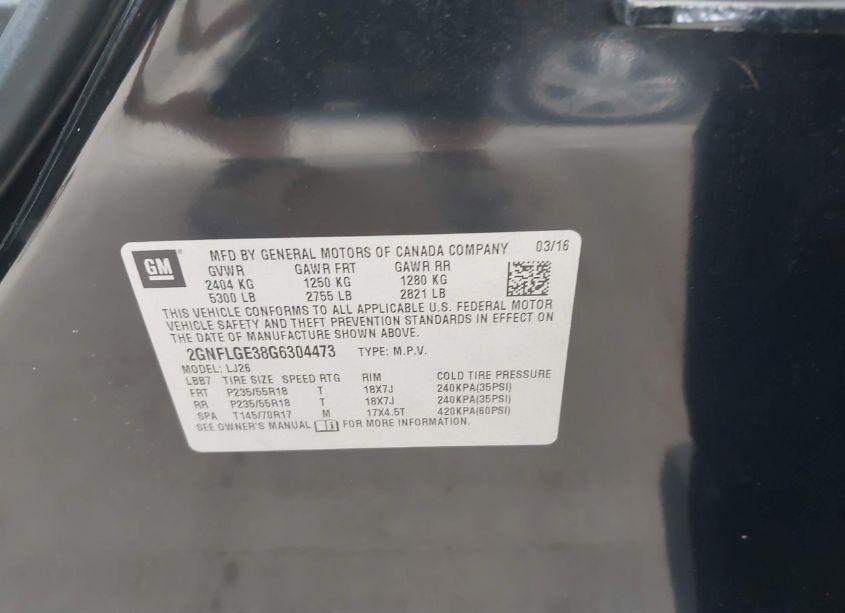 GM
MFD BY GENERAL MOTORS OF CANADA COMPANY 03/16
GVWR GAWR FRT GAWR RR
2404 KG 1250 KG 1280 KG
5300 LB 2755 LB 2821 LB
THIS VEHICLE CONFORMS TO ALL APPLICABLE U.S. FEDERAL MOTOR
VEHICLE SAFETY AND THEFT PREVENTION STANDARDS IN EFFECT ON
THE DATE OF MANUFACTURE SHOWN ABOVE.
2GNFLGE38G6304473 TYPE: M.P.V.
MODEL: LJ26
LBB7 TIRE SIZE SPEED RTG RIM COLD TIRE PRESSURE
FRT P235/55R18 T 18X7J 240KPA(35PSI)
RR P235/55R18 T 18X7J 240KPA(35PSI)
SPA T145/70R17 M 17X4.5T 420KPA(60PSI)
SEE OWNER'S MANUAL FOR MORE INFORMATION.